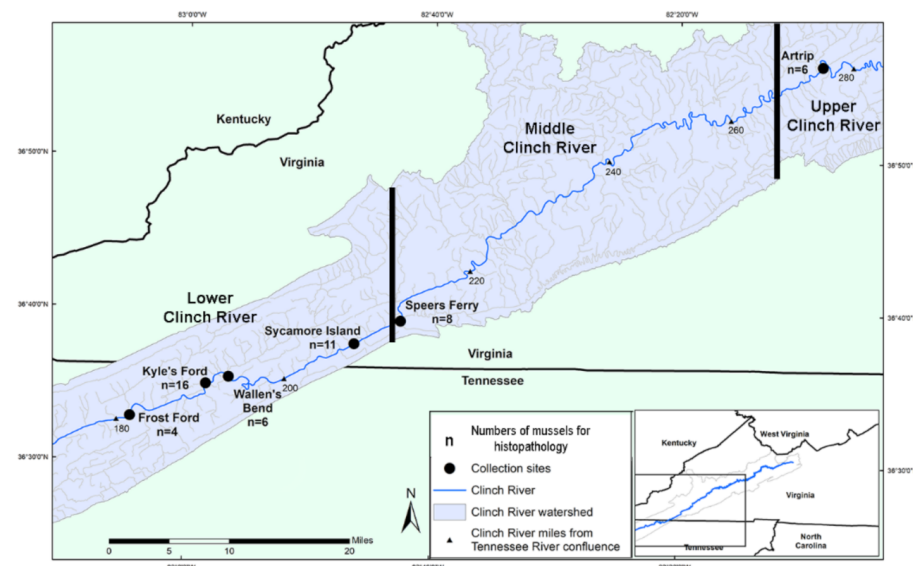 83°0'0"W
82°40'0"W
82°20'0"W
Artrip
n=6
280
Upper
Clinch River
260
Middle
Clinch River
240
Kentucky
Virginia
36°50'0"N
36°50'0"N
220
Lower
Clinch River
Speers Ferry
n=8
36°40'0"N
36°40'0"N
Sycamore Island
n=11
Virginia
Tennessee
Kyle's Ford
n=16
200
Wallen's
Bend
n=6
Frost Ford
n=4
180
36°30'0"N
N
0
5
10
20
Miles
n
Numbers of mussels for
histopathology
Collection sites
Clinch River
Clinch River watershed
Clinch River miles from
Tennessee River confluence
Kentucky
West Virginia
Virginia
Tennessee
North
Carolina